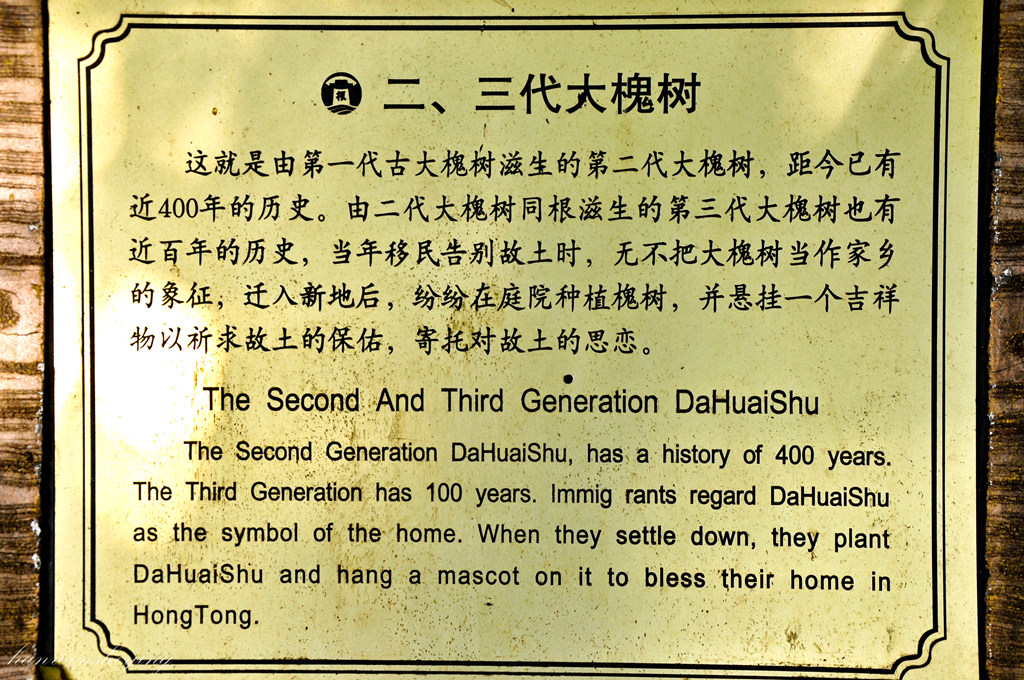 二、三代大槐树
这就是由第一代古大槐树滋生的第二代大槐树，距今已有
近400年的历史。由二代大槐树同根滋生的第三代大槐树也有
近百年的历史，当年移民告别故土时，无不把大槐树当作家乡
的象征，迁入新地后，纷纷在庭院种植槐树，并悬挂一个吉祥
物以祈求故土的保佑，寄托对故土的思恋。
The Second And Third Generation DaHuaiShu
The Second Generation DaHuaiShu, has a history of 400 years.
The Third Generation has 100 years. Immig rants regard DaHuaiShu
as the symbol of the home. When they settle down, they plant
DaHuaiShu and hang a mascot on it to bless their home in
HongTong.